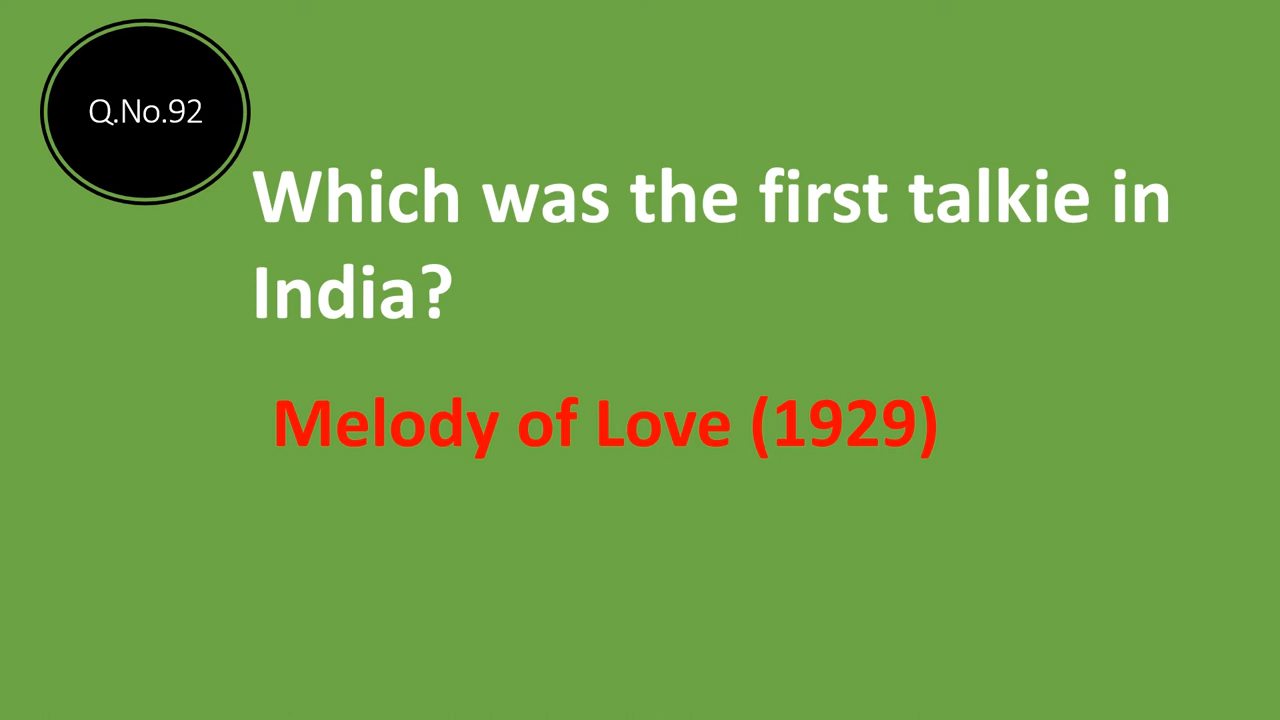 Q.No.92
Which was the first talkie in
India?
Melody of Love (1929)